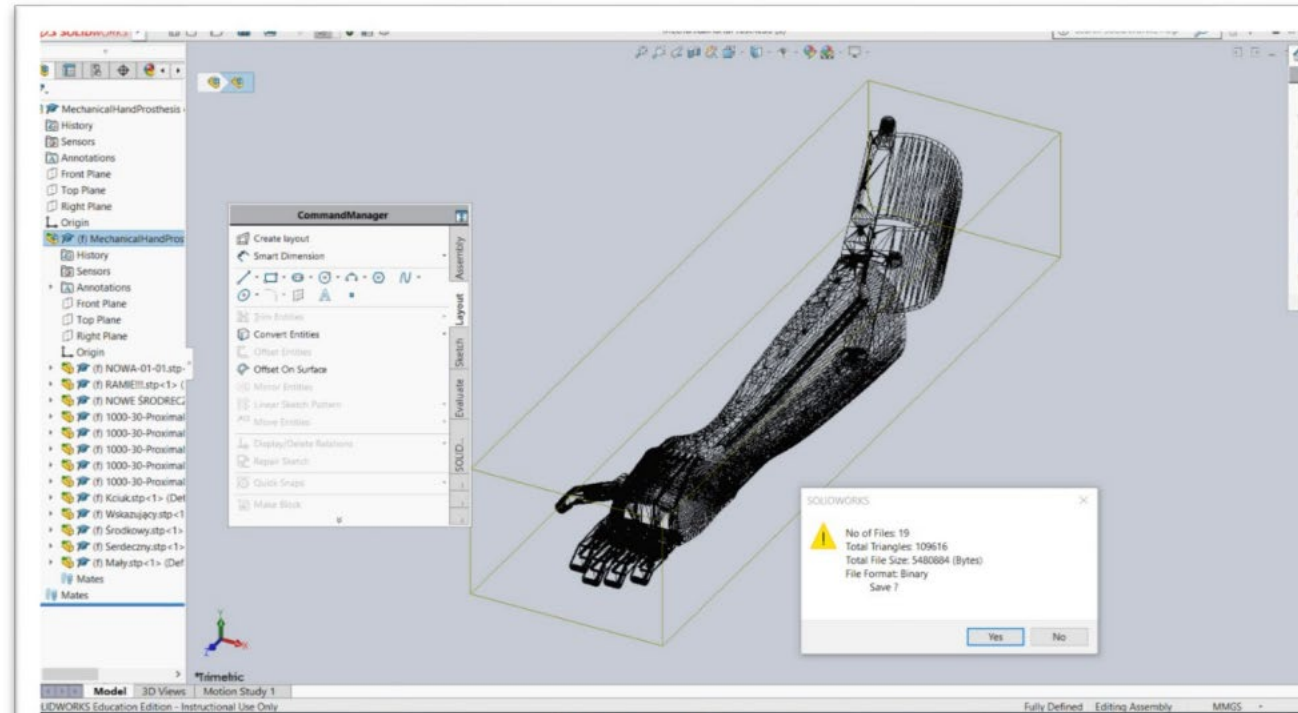 MechanicalHandProsthesis
History
Sensors
Annotations
Front Plane
Top Plane
Right Plane
Origin
(f) MechanicalHandPros
History
Sensors
Annotations
Front Plane
Top Plane
Right Plane
Origin
(f) NOWA-01-01.stp-
(f) RAMIE!!!.stp<1> (
(f) NOWE ŚRODRECZ
(f) 1000-30-Proximal
(f) 1000-30-Proximal
(f) 1000-30-Proximal
(f) 1000-30-Proximal
(f) Kciuk.stp<1> (Def
(f) Wskazujący.stp<1
(f) Środkowy.stp<1>
(f) Serdeczny.stp<1>
(f) Mały.stp<1> (Def
Mates
Mates
CommandManager
Create layout
Smart Dimension
Trim Entities
Convert Entities
Offset Entities
Offset On Surface
Mirror Entities
Linear Sketch Pattern
Move Entities
Display/Delete Relations
Repair Sketch
Quick Snaps
Make Block
Assembly
Layout
Sketch
Evaluate
SOLID...
SOLIDWORKS
No of Files: 19
Total Triangles: 109616
Total File Size: 5480884 (Bytes)
File Format: Binary
Save ?
Yes No
Y
X
Z
*Trimetric
Model 3D Views Motion Study 1
LIDWORKS Education Edition - Instructional Use Only
Fully Defined Editing Assembly MMGS